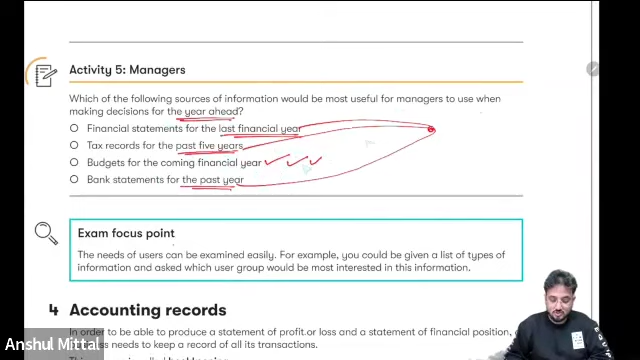 Activity 5: Managers
Which of the following sources of information would be most useful for managers to use when
making decisions for the year ahead?
Financial statements for the last financial year
Tax records for the past five years
Budgets for the coming financial year
Bank statements for the past year
Exam focus point
The needs of users can be examined easily. For example, you could be given a list of types of
information and asked which user group would be most interested in this information.
4 Accounting records
In order to be able to produce a statement of profit or loss and a statement of financial position,
needs to keep a record of all its transactions.
Anshul Mittal